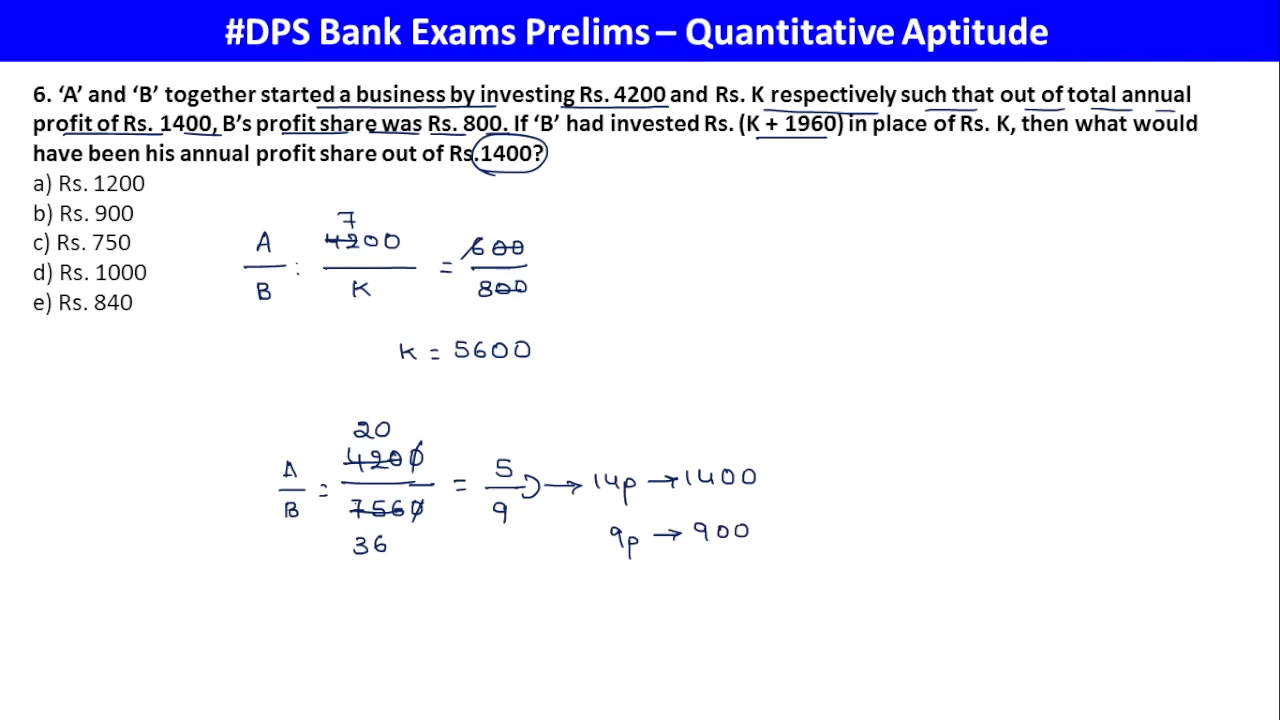 #DPS Bank Exams Prelims – Quantitative Aptitude
6. ‘A’ and ‘B’ together started a business by investing Rs. 4200 and Rs. K respectively such that out of total annual
profit of Rs. 1400, B’s profit share was Rs. 800. If ‘B’ had invested Rs. (K + 1960) in place of Rs. K, then what would
have been his annual profit share out of Rs.1400?
a) Rs. 1200
b) Rs. 900
c) Rs. 750
d) Rs. 1000
e) Rs. 840
7
A 4200 600
: =
B K 800
K = 5600
20
A 4200 5
= = → 14p → 1400
B 7560 9
36 9p → 900